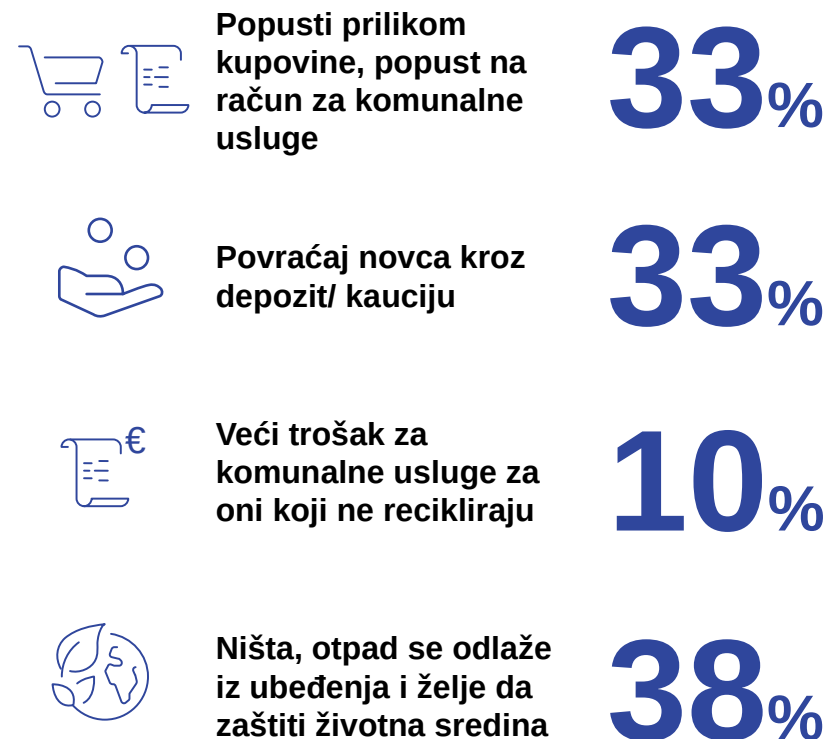 Popusti prilikom
kupovine, popust na
račun za komunalne
usluge
33%
Povraćaj novca kroz
depozit/ kauciju
33%
€
Veći trošak za
komunalne usluge za
oni koji ne recikliraju
10%
Ništa, otpad se odlaže
iz ubeđenja i želje da
zaštiti životna sredina
38%